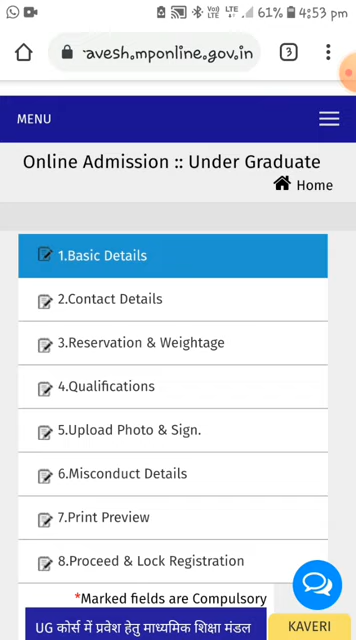 61% 4:53 pm
avesh.mponline.gov.in
3
MENU
Online Admission :: Under Graduate
Home
1.Basic Details
2.Contact Details
3.Reservation & Weightage
4.Qualifications
5.Upload Photo & Sign.
6.Misconduct Details
7.Print Preview
8.Proceed & Lock Registration
*Marked fields are Compulsory
UG कोर्स में प्रवेश हेतु माध्यमिक शिक्षा मंडल
KAVERI